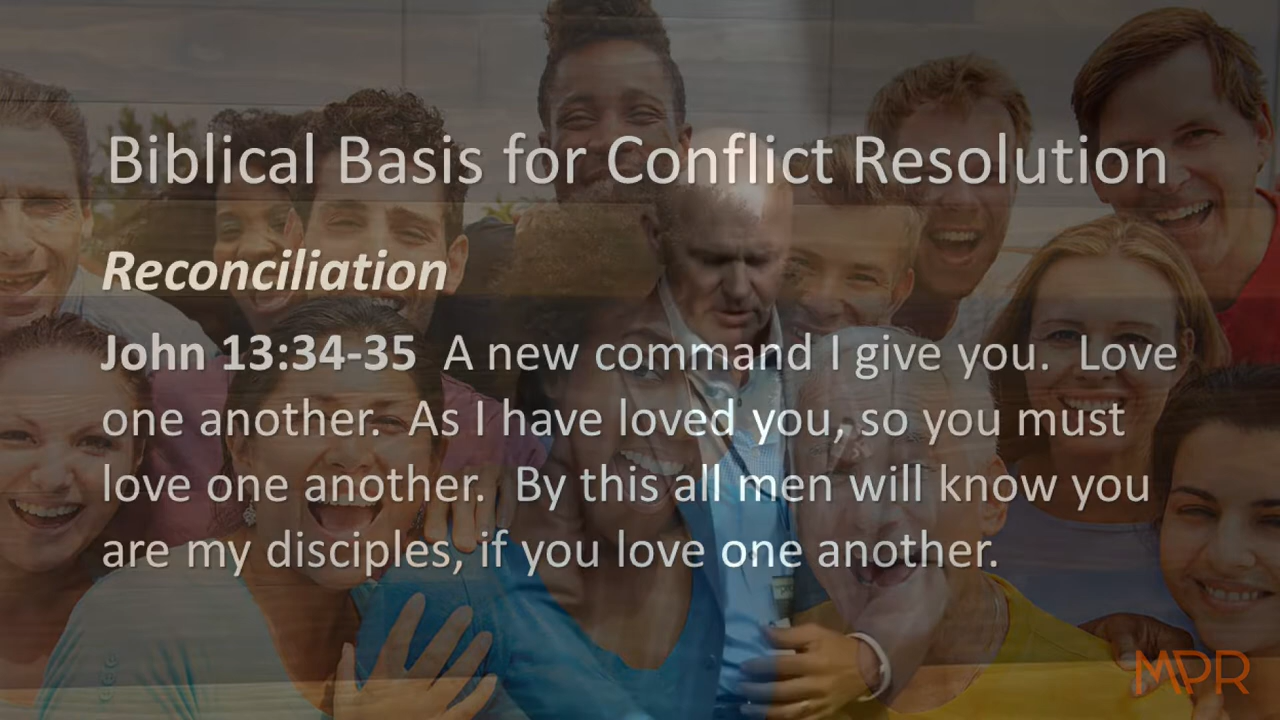 Biblical Basis for Conflict Resolution
Reconciliation
John 13:34-35  A new command I give you.  Love
one another.  As I have loved you, so you must
love one another.  By this all men will know you
are my disciples, if you love one another.
MPR